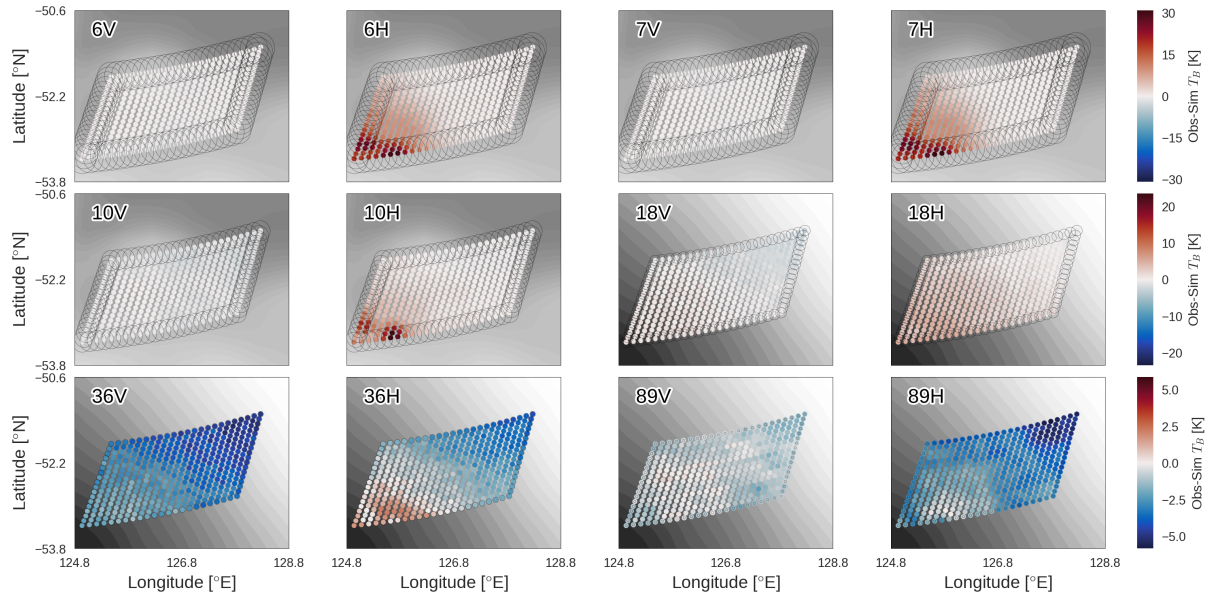 6V
6H
7V
7H
−50.6
−52.2
−53.8
Latitude [°N]
30
15
0
−15
−30
Obs-Sim T_B [K]
10V
10H
18V
18H
−50.6
−52.2
−53.8
Latitude [°N]
20
10
0
−10
−20
Obs-Sim T_B [K]
36V
36H
89V
89H
−50.6
−52.2
−53.8
Latitude [°N]
5.0
2.5
0.0
−2.5
−5.0
Obs-Sim T_B [K]
124.8 126.8 128.8
124.8 126.8 128.8
124.8 126.8 128.8
124.8 126.8 128.8
Longitude [°E]
Longitude [°E]
Longitude [°E]
Longitude [°E]